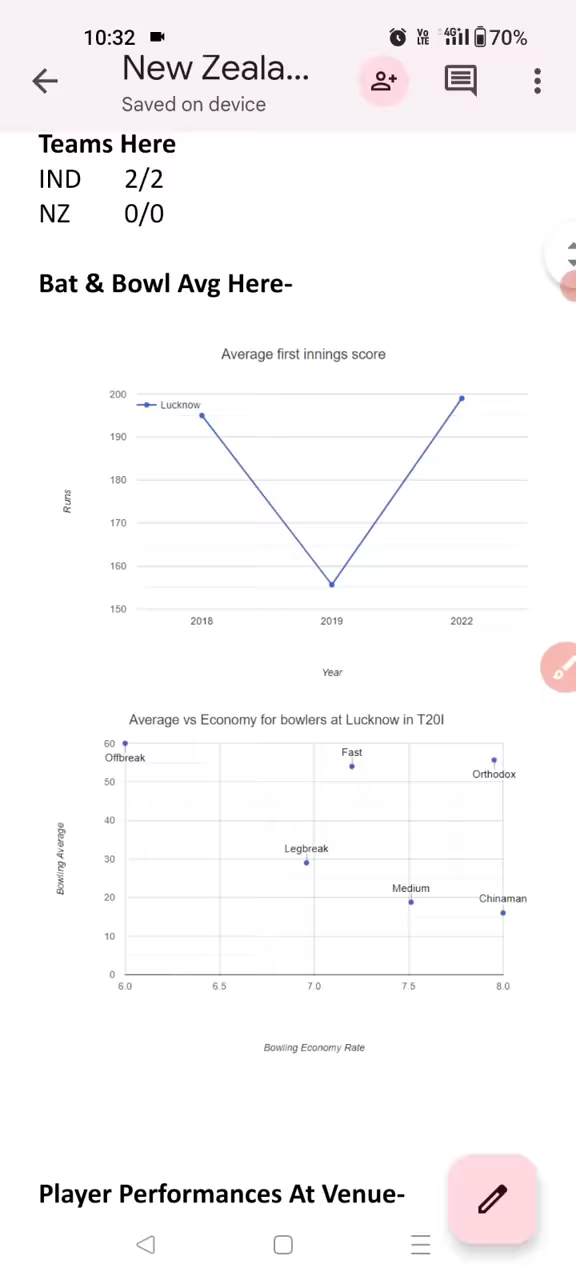 10:32 Vo LTE 4G+ 70%
New Zeala...
Saved on device
Teams Here
IND 2/2
NZ 0/0
Bat & Bowl Avg Here-
Average first innings score
200
Lucknow
190
180
Runs
170
160
150
2018 2019 2022
Year
Average vs Economy for bowlers at Lucknow in T20I
60
Offbreak
Fast
Orthodox
50
40
Bowling Average
Legbreak
30
Medium
20
Chinaman
10
0
6.0 6.5 7.0 7.5 8.0
Bowling Economy Rate
Player Performances At Venue-